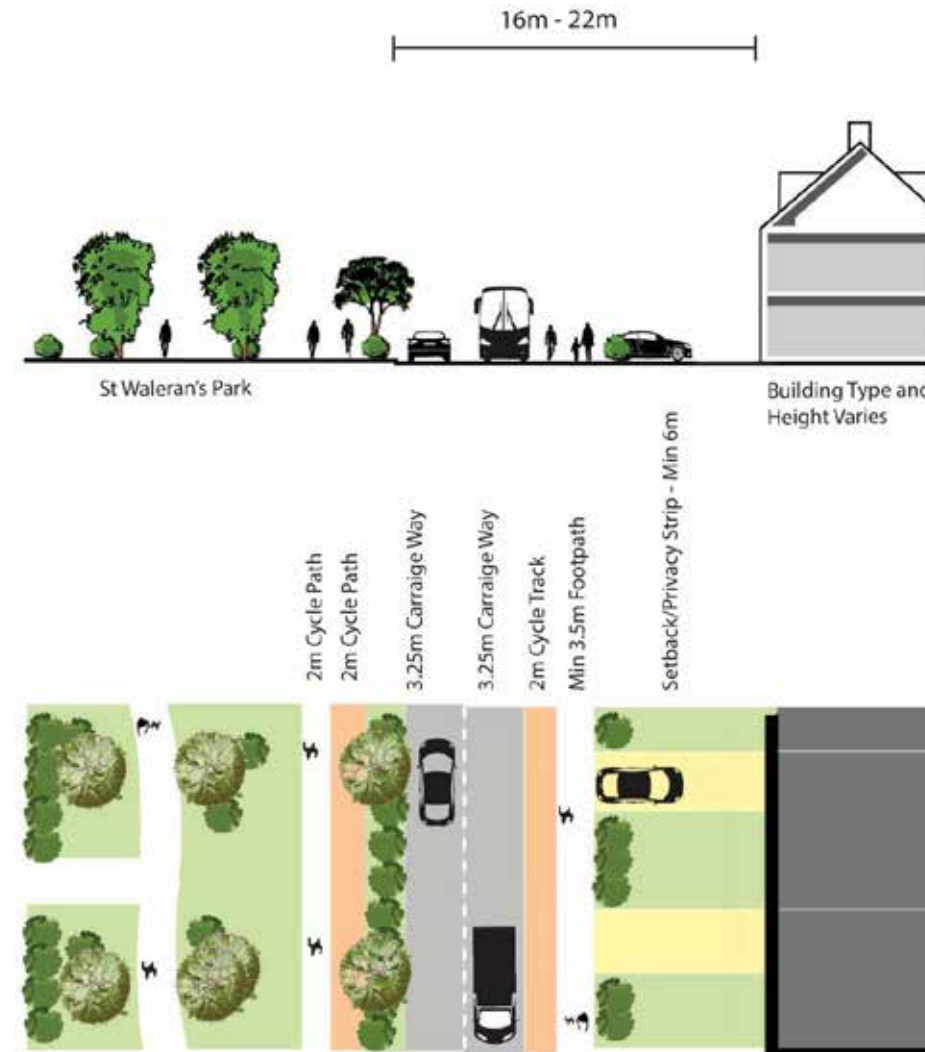 16m - 22m
St Waleran's Park
Building Type and
Height Varies
2m Cycle Path
2m Cycle Path
3.25m Carraige Way
3.25m Carraige Way
2m Cycle Track
Min 3.5m Footpath
Setback/Privacy Strip - Min 6m